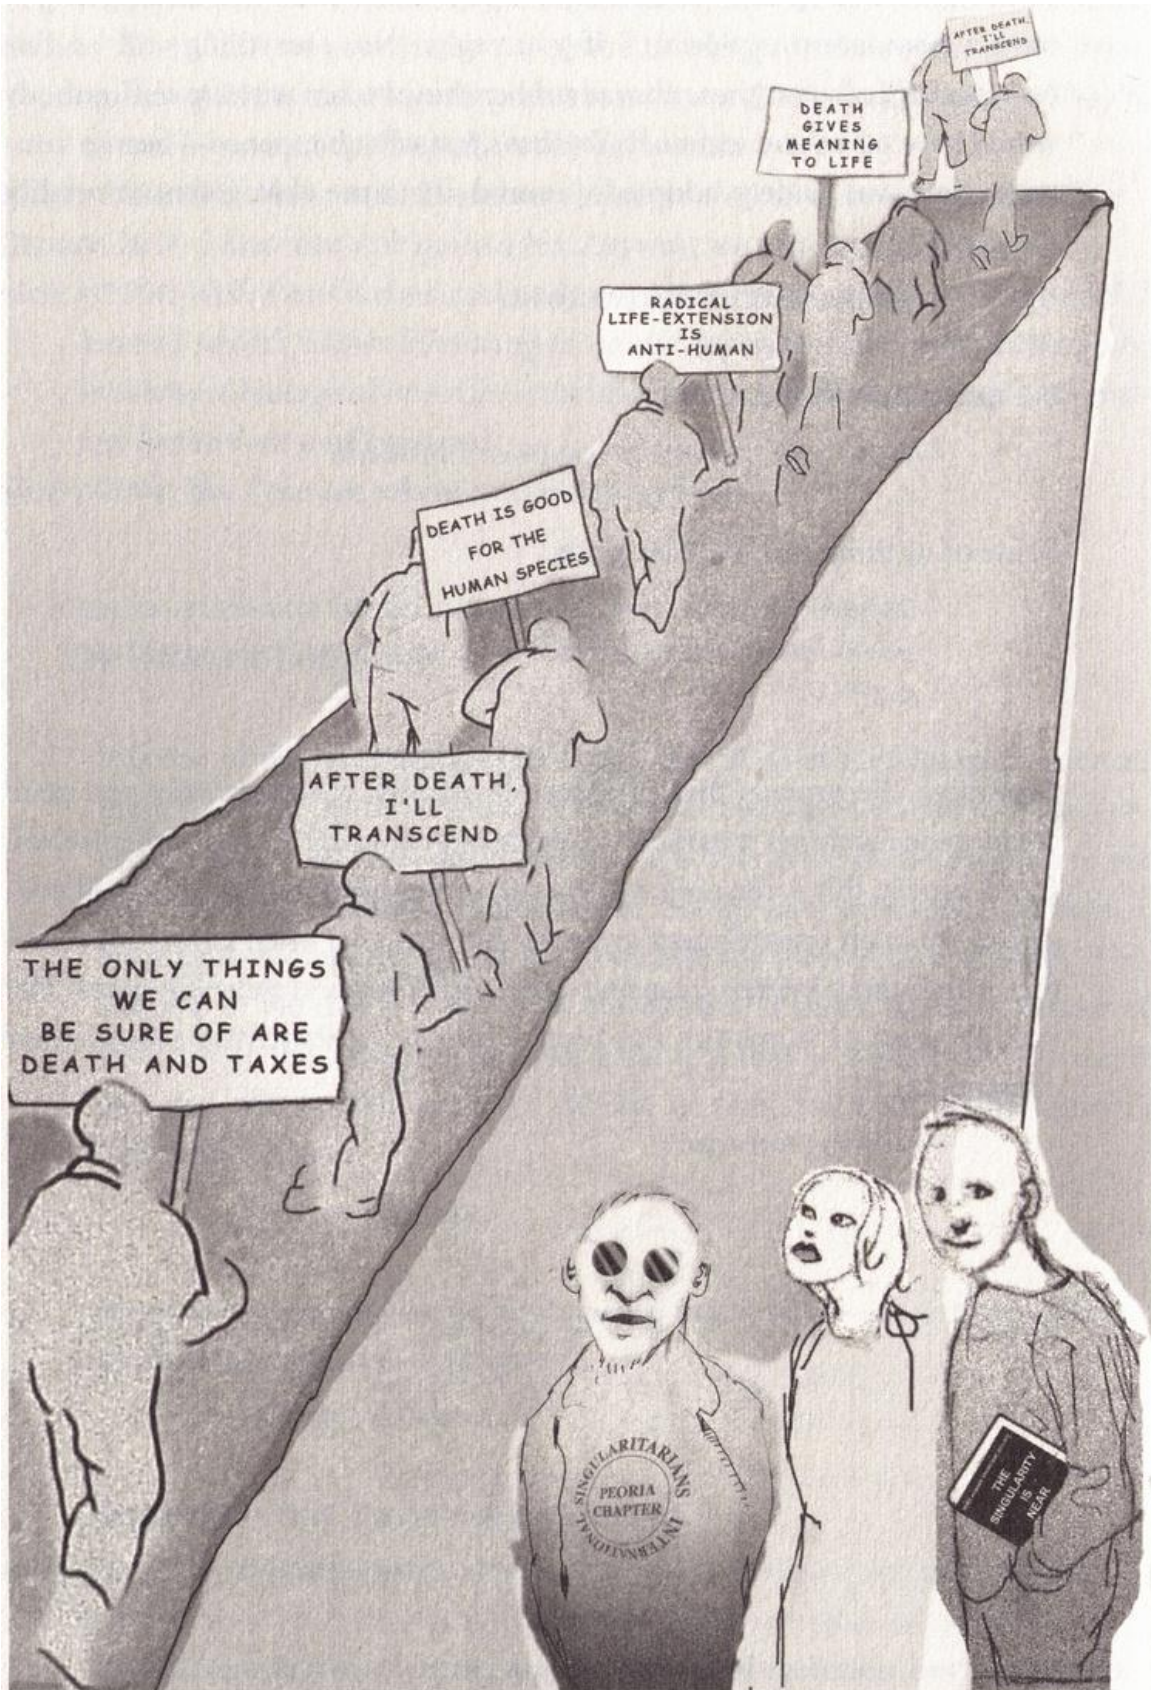 AFTER DEATH,
I'LL
TRANSCEND
DEATH
GIVES
MEANING
TO LIFE
RADICAL
LIFE-EXTENSION
IS
ANTI-HUMAN
DEATH IS GOOD
FOR THE
HUMAN SPECIES
AFTER DEATH,
I'LL
TRANSCEND
THE ONLY THINGS
WE CAN
BE SURE OF ARE
DEATH AND TAXES
SINGULARITARIANS INTERNATIONAL
PEORIA
CHAPTER
THE
SINGULARITY
IS
NEAR